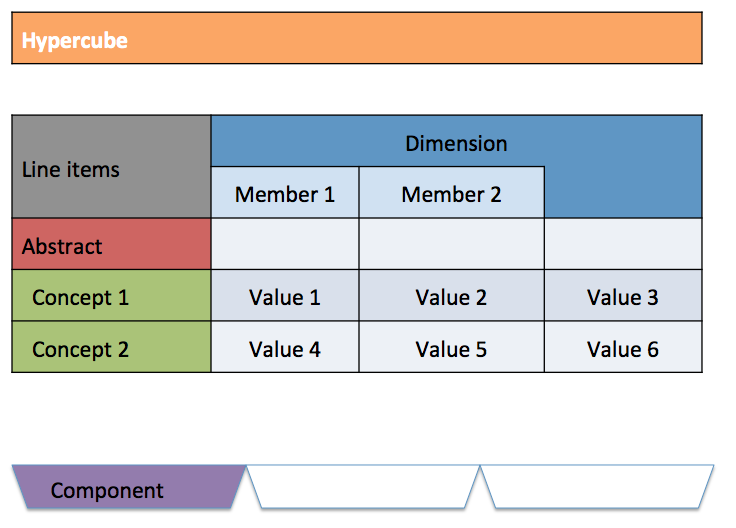 Hypercube
Line items
Dimension
Member 1
Member 2
Abstract
Concept 1
Value 1
Value 2
Value 3
Concept 2
Value 4
Value 5
Value 6
Component